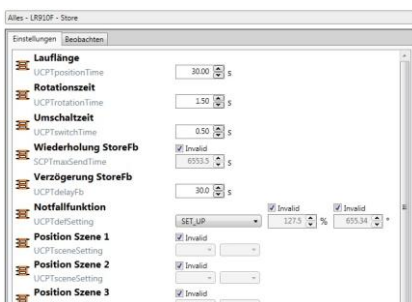 Alles - LR910F - Store
Einstellungen Beobachten
Lauflänge
UCPTpositionTime 30.00 s
Rotationszeit
UCPTrotationTime 1.50 s
Umschaltzeit
UCPTswitchTime 0.50 s
Wiederholung StoreFb Invalid
SCPTmaxSendTime 6553.5 s
Verzögerung StoreFb
UCPTdelayFb 30.0 s
Notfallfunktion Invalid Invalid
UCPTdefSetting SET_UP 127.5 % 655.34 °
Position Szene 1 Invalid
UCPTsceneSetting
Position Szene 2 Invalid
UCPTsceneSetting
Position Szene 3 Invalid